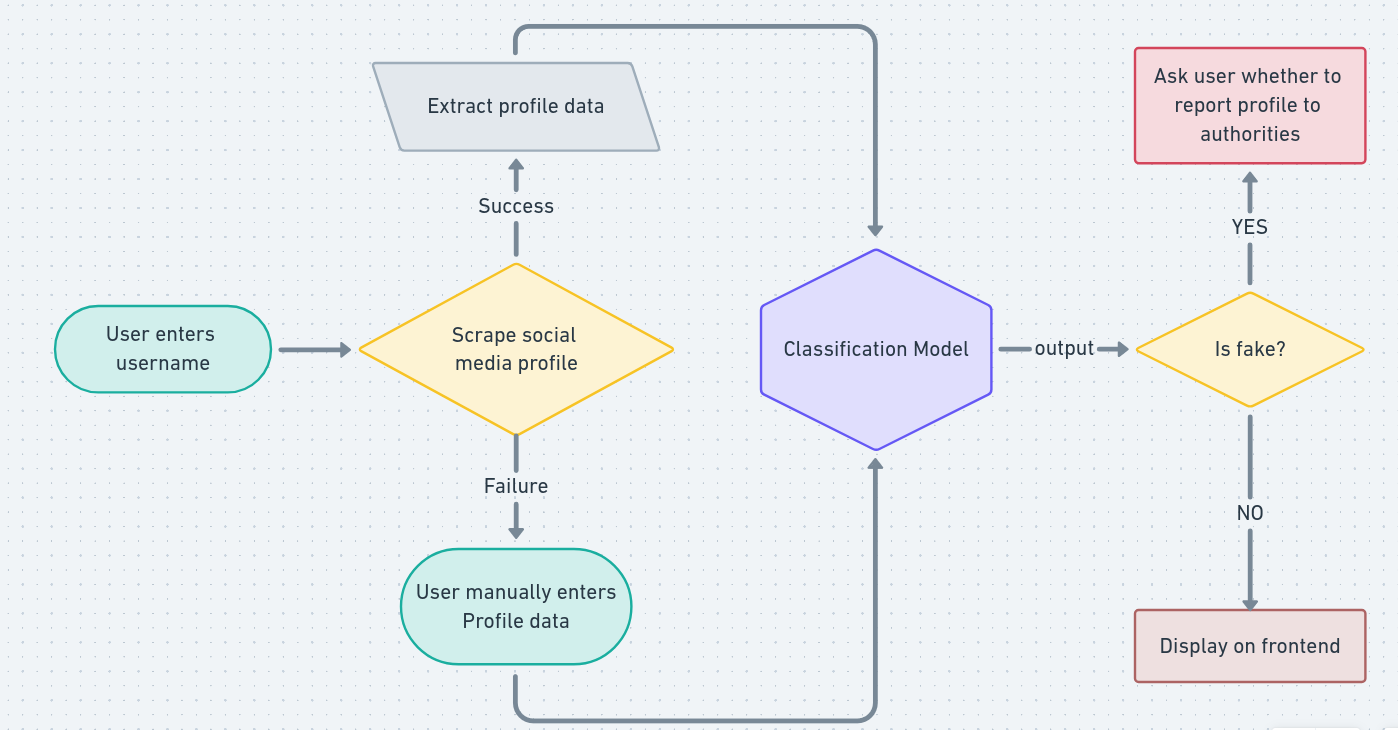 Extract profile data
Ask user whether to
report profile to
authorities
Success
YES
User enters
username
Scrape social
media profile
Classification Model
output
Is fake?
Failure
NO
User manually enters
Profile data
Display on frontend